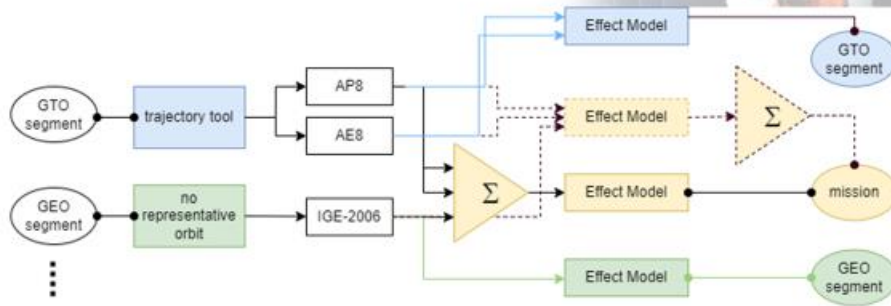 Effect Model
GTO
segment
GTO
segment
trajectory tool
AP8
AE8
Effect Model
Σ
GEO
segment
no
representative
orbit
IGE-2006
Σ
Effect Model
mission
Effect Model
GEO
segment